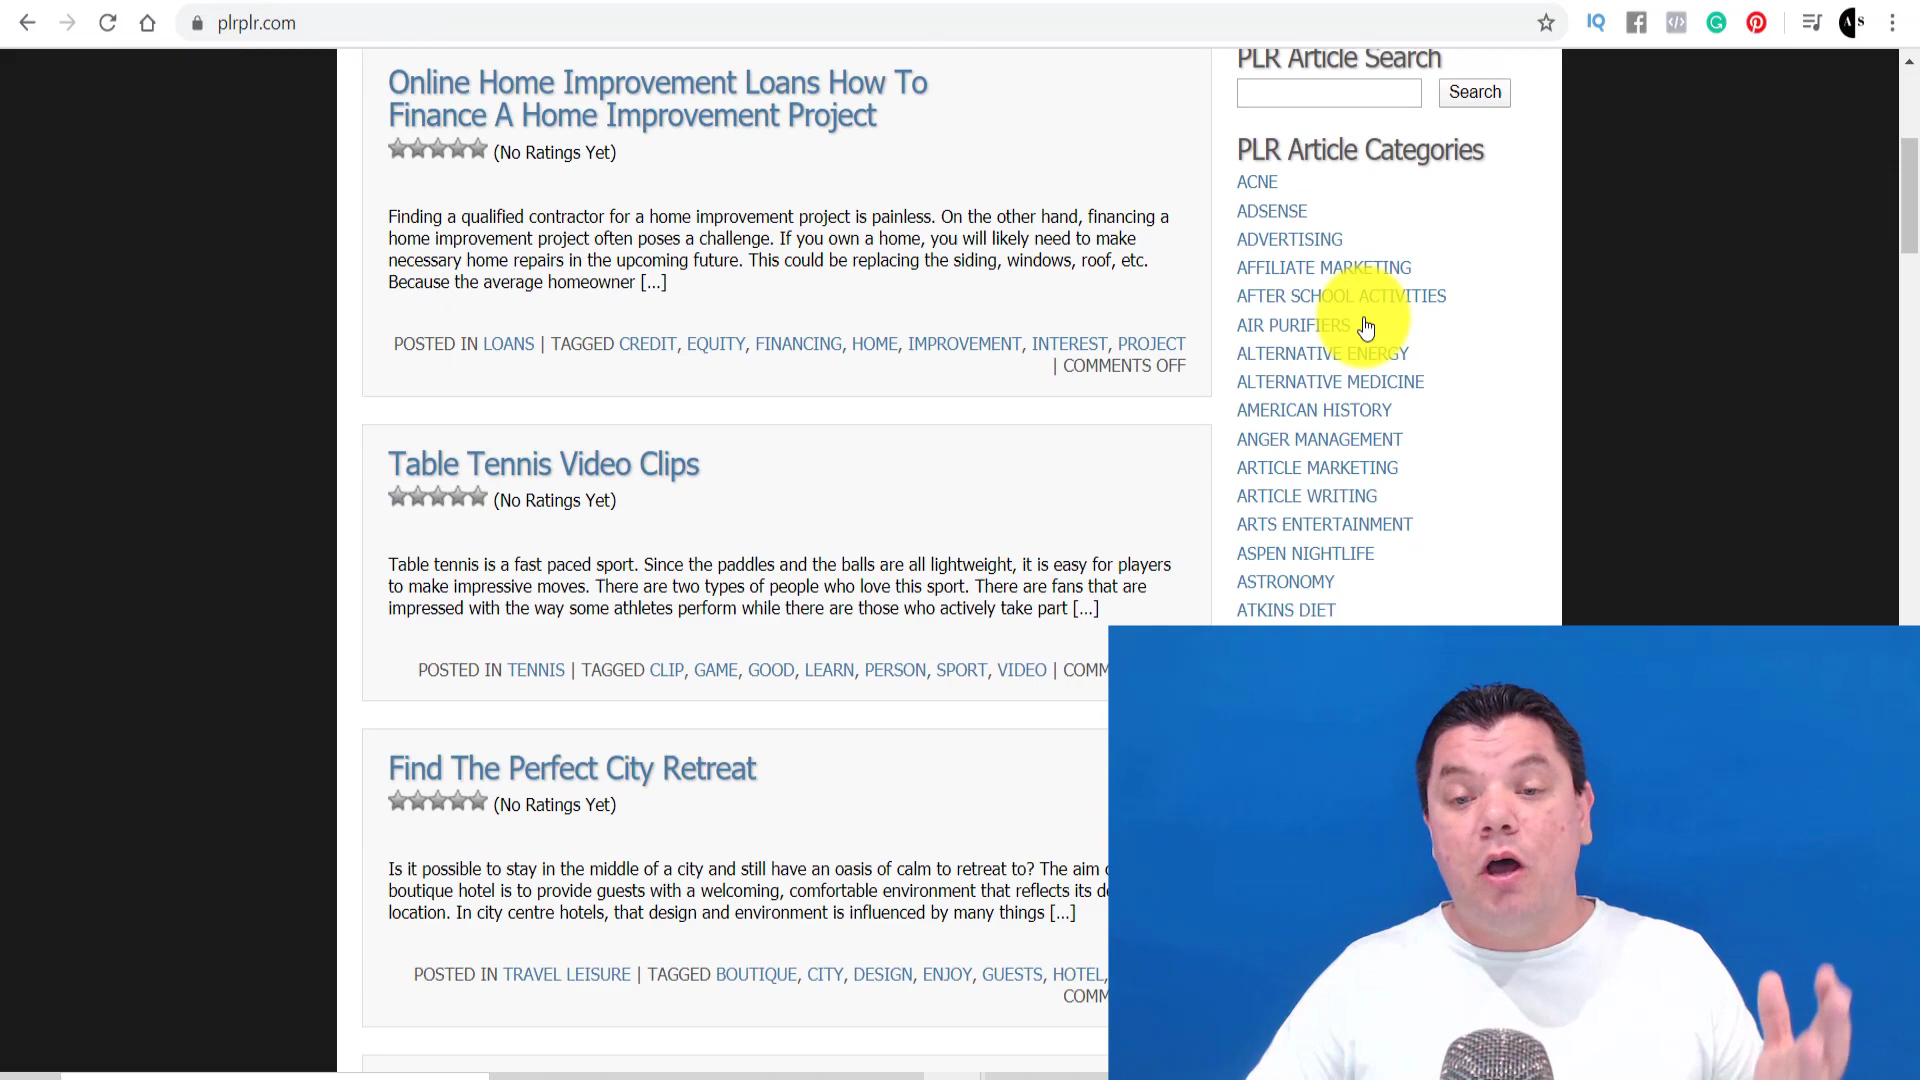 plrplr.com
IQ
A S
Online Home Improvement Loans How To
Finance A Home Improvement Project
(No Ratings Yet)
Finding a qualified contractor for a home improvement project is painless. On the other hand, financing a
home improvement project often poses a challenge. If you own a home, you will likely need to make
necessary home repairs in the upcoming future. This could be replacing the siding, windows, roof, etc.
Because the average homeowner [...]
POSTED IN LOANS | TAGGED CREDIT, EQUITY, FINANCING, HOME, IMPROVEMENT, INTEREST, PROJECT
| COMMENTS OFF
Table Tennis Video Clips
(No Ratings Yet)
Table tennis is a fast paced sport. Since the paddles and the balls are all lightweight, it is easy for players
to make impressive moves. There are two types of people who love this sport. There are fans that are
impressed with the way some athletes perform while there are those who actively take part [...]
POSTED IN TENNIS | TAGGED CLIP, GAME, GOOD, LEARN, PERSON, SPORT, VIDEO | COMM
Find The Perfect City Retreat
(No Ratings Yet)
Is it possible to stay in the middle of a city and still have an oasis of calm to retreat to? The aim
boutique hotel is to provide guests with a welcoming, comfortable environment that reflects its
location. In city centre hotels, that design and environment is influenced by many things [...]
POSTED IN TRAVEL LEISURE | TAGGED BOUTIQUE, CITY, DESIGN, ENJOY, GUESTS, HOTEL,
COMM
PLR Article Search
Search
PLR Article Categories
ACNE
ADSENSE
ADVERTISING
AFFILIATE MARKETING
AFTER SCHOOL ACTIVITIES
AIR PURIFIERS
ALTERNATIVE ENERGY
ALTERNATIVE MEDICINE
AMERICAN HISTORY
ANGER MANAGEMENT
ARTICLE MARKETING
ARTICLE WRITING
ARTS ENTERTAINMENT
ASPEN NIGHTLIFE
ASTRONOMY
ATKINS DIET